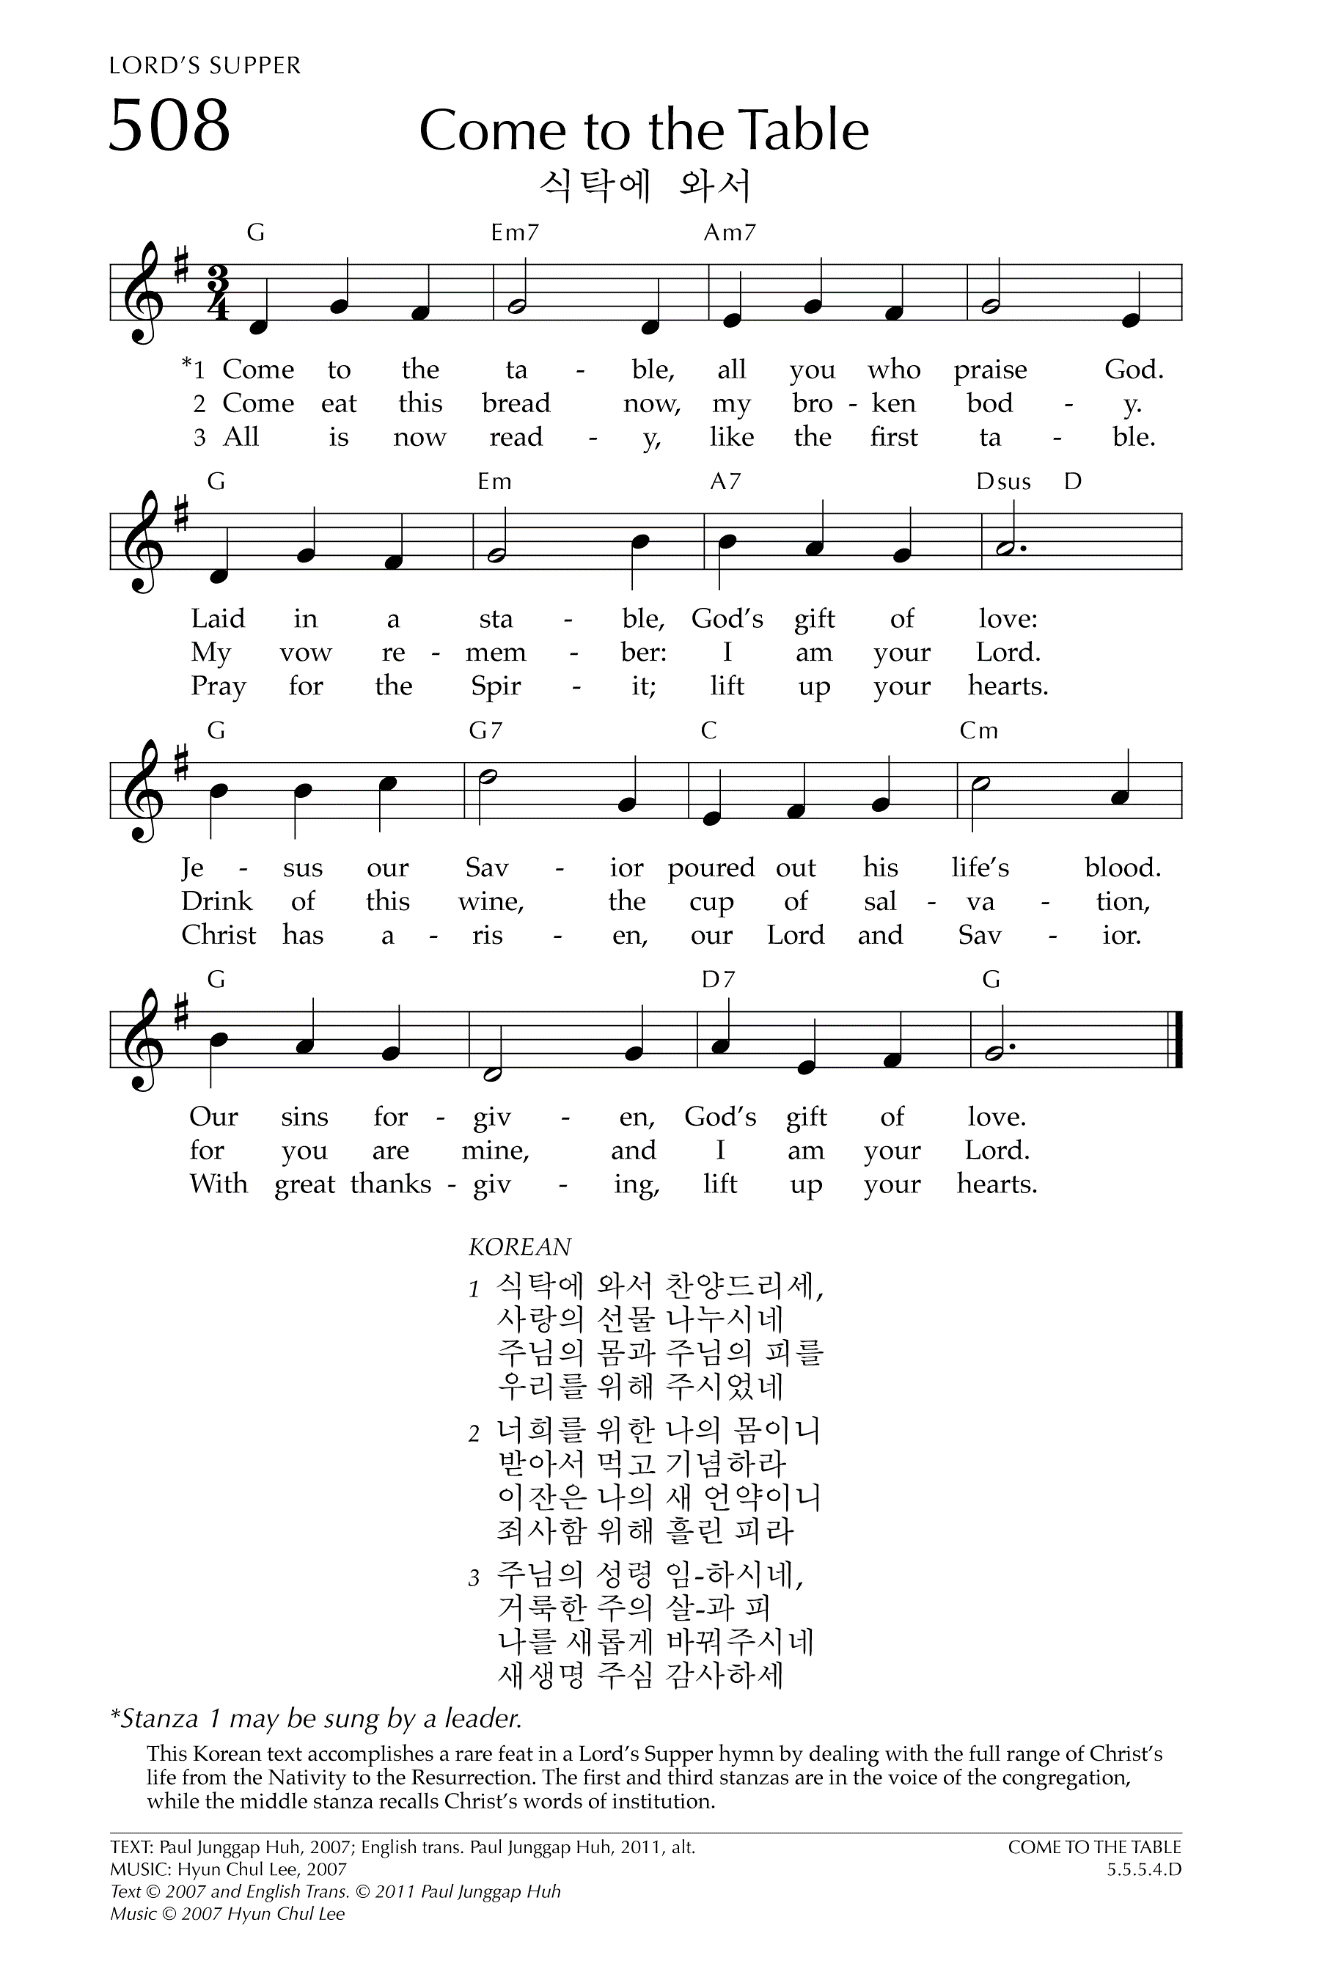 LORD'S SUPPER
508 Come to the Table
식탁에 와서
G Em7 Am7
3
4
*1 Come to the ta - ble, all you who praise God.
2 Come eat this bread now, my bro - ken bod - y.
3 All is now read - y, like the first ta - ble.
G Em A7 Dsus D
Laid in a sta - ble, God's gift of love:
My vow re - mem - ber: I am your Lord.
Pray for the Spir - it; lift up your hearts.
G G7 C Cm
Je - sus our Sav - ior poured out his life's blood.
Drink of this wine, the cup of sal - va - tion,
Christ has a - ris - en, our Lord and Sav - ior.
G D7 G
Our sins for - giv - en, God's gift of love.
for you are mine, and I am your Lord.
With great thanks - giv - ing, lift up your hearts.
KOREAN
1 식탁에 와서 찬양드리세,
사랑의 선물 나누시네
주님의 몸과 주님의 피를
우리를 위해 주시었네
2 너희를 위한 나의 몸이니
받아서 먹고 기념하라
이잔은 나의 새 언약이니
죄사함 위해 흘린 피라
3 주님의 성령 임-하시네,
거룩한 주의 살-과 피
나를 새롭게 바꿔주시네
새생명 주심 감사하세
*Stanza 1 may be sung by a leader.
This Korean text accomplishes a rare feat in a Lord's Supper hymn by dealing with the full range of Christ's
life from the Nativity to the Resurrection. The first and third stanzas are in the voice of the congregation,
while the middle stanza recalls Christ's words of institution.
TEXT: Paul Junggap Huh, 2007; English trans. Paul Junggap Huh, 2011, alt. COME TO THE TABLE
MUSIC: Hyun Chul Lee, 2007 5.5.5.4.D
Text © 2007 and English Trans. © 2011 Paul Junggap Huh
Music © 2007 Hyun Chul Lee